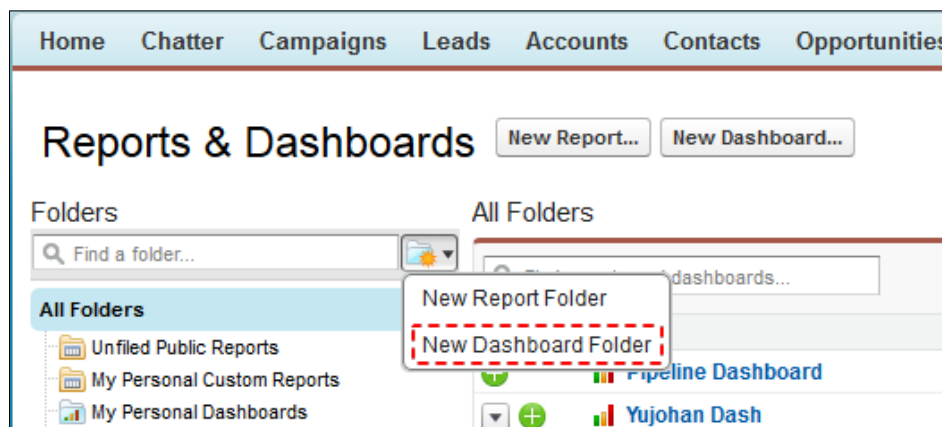 Home Chatter Campaigns Leads Accounts Contacts Opportunities
Reports & Dashboards New Report... New Dashboard...
Folders
Find a folder...
All Folders
Unfiled Public Reports
My Personal Custom Reports
My Personal Dashboards
New Report Folder
New Dashboard Folder
All Folders
dashboards...
Pipeline Dashboard
Yujohan Dash